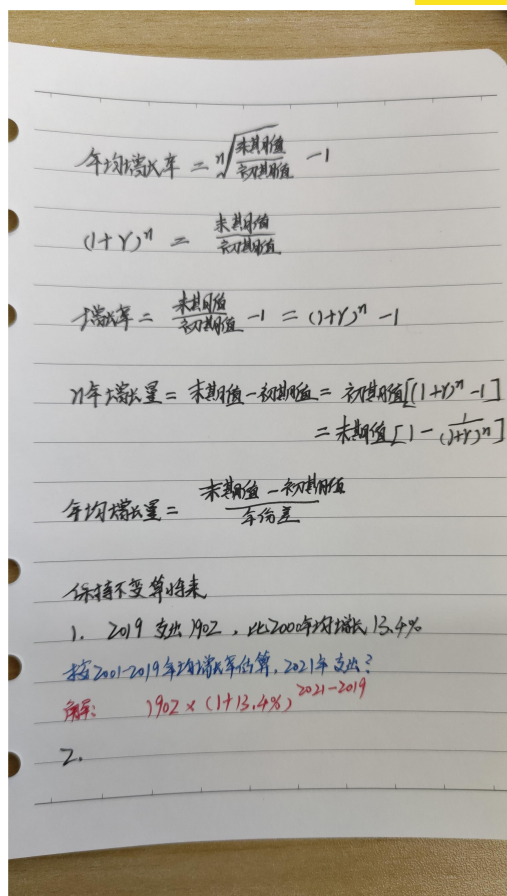 年均增长率 = ⁿ√(末期值/初期值) - 1
(1+r)ⁿ = 末期值/初期值
增长率 = 末期值/初期值 - 1 = (1+r)ⁿ - 1
n年增长量 = 末期值 - 初期值 = 初期值[(1+r)ⁿ - 1]
= 末期值[1 - 1/(1+r)ⁿ]
年均增长量 = 末期值 - 初期值/年份差
保持不变算将来
1. 2019 支出 1902，比2000年均增长 13.4%
按2001-2019年均增长率估算，2021年支出？
解： 1902 × (1+13.4%)²⁰²¹⁻²⁰¹⁹
2.